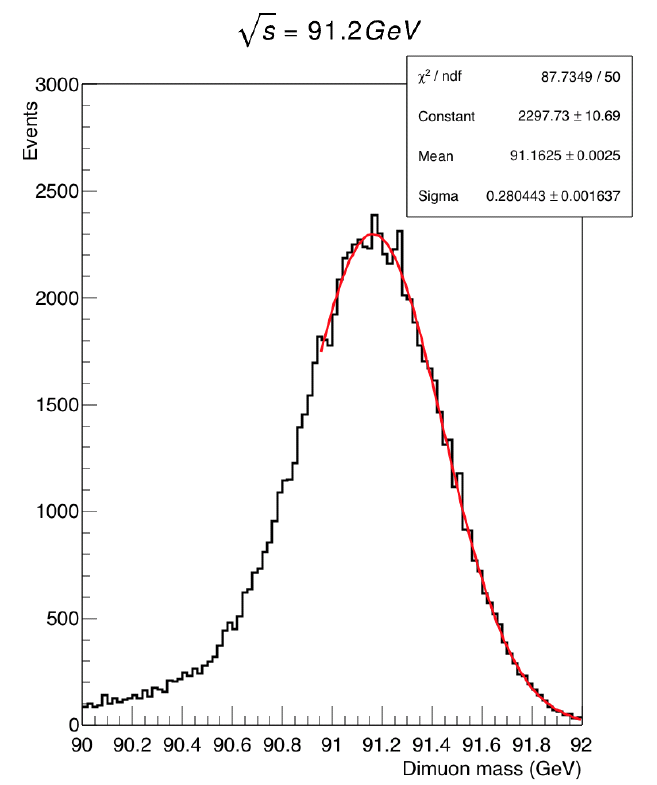 √s = 91.2GeV
χ² / ndf 87.7349 / 50
Constant 2297.73 ± 10.69
Mean 91.1625 ± 0.0025
Sigma 0.280443 ± 0.001637
Events
3000
2500
2000
1500
1000
500
0
90 90.2 90.4 90.6 90.8 91 91.2 91.4 91.6 91.8 92
Dimuon mass (GeV)